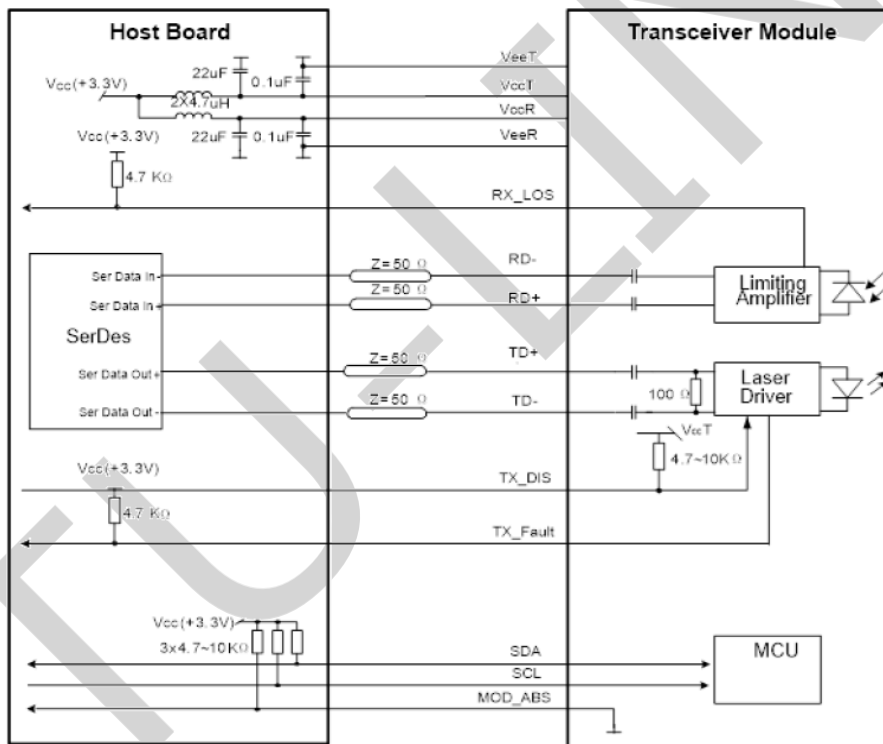 Host Board
Transceiver Module
VeeT
22uF
0.1uF
Vcc(+3.3V)
VccT
2X4.7uH
VccR
Vcc(+3.3V)
22uF
0.1uF
VeeR
4.7 KΩ
RX_LOS
Z=50 Ω
RD-
Ser Data In-
Limiting
Amplifier
Z=50 Ω
RD+
Ser Data In+
SerDes
Z=50 Ω
TD+
Ser Data Out+
Laser
Driver
100 Ω
Z=50 Ω
TD-
Ser Data Out-
VccT
4.7~10KΩ
Vcc(+3.3V)
TX_DIS
4.7 KΩ
TX_Fault
Vcc(+3.3V)
3x4.7~10KΩ
SDA
MCU
SCL
MOD_ABS
TU-LIN